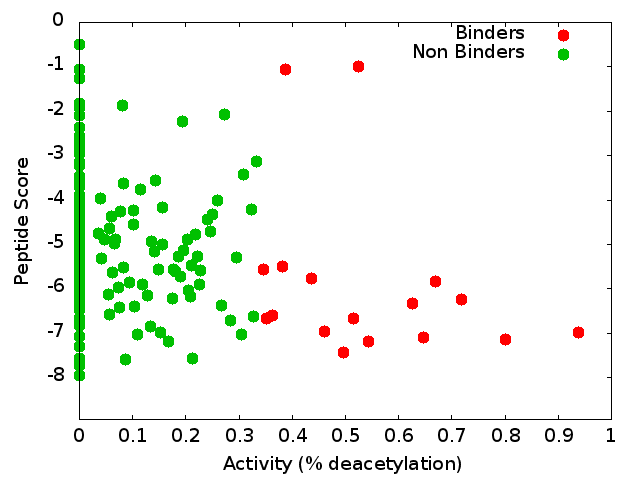 Binders
Non Binders
0
-1
-2
-3
-4
-5
-6
-7
-8
Peptide Score
0 0.1 0.2 0.3 0.4 0.5 0.6 0.7 0.8 0.9 1
Activity (% deacetylation)